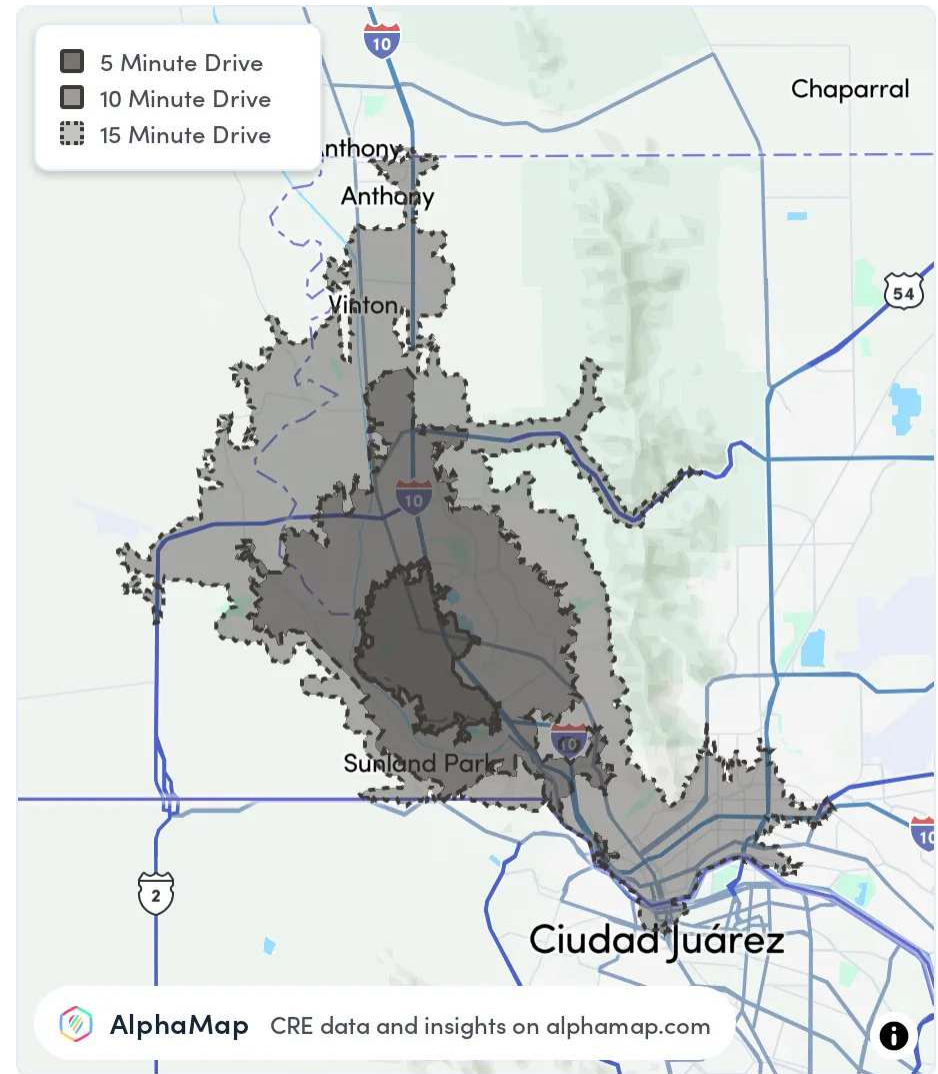 10
5 Minute Drive
10 Minute Drive
15 Minute Drive
Chaparral
Anthony
Anthony
54
Vinton
10
10
Sunland Park
10
2
Ciudad Juárez
AlphaMap CRE data and insights on alphamap.com
i